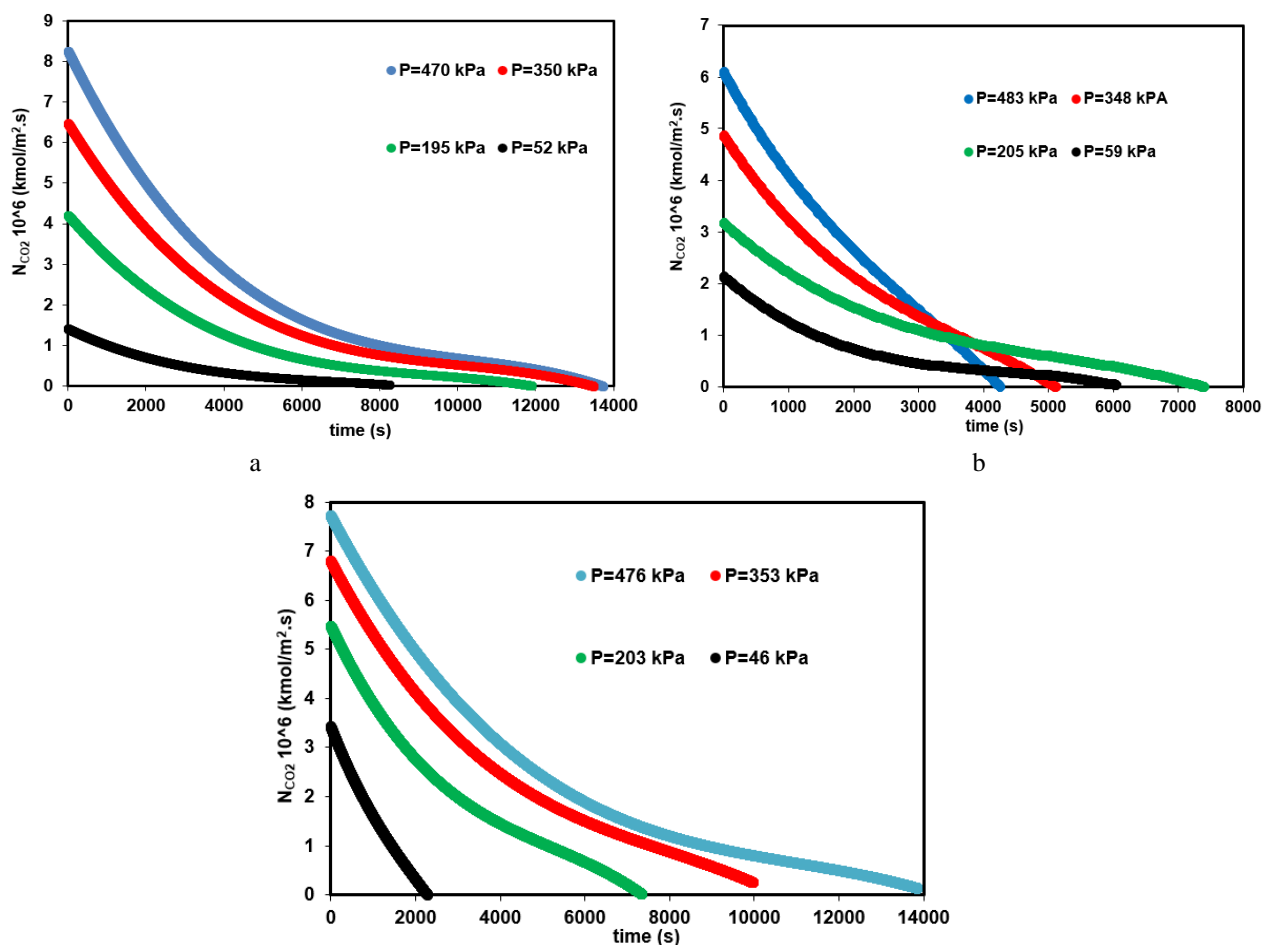 9
8
7
6
5
4
3
2
1
0
N_CO2 10^6 (kmol/m².s)
P=470 kPa P=350 kPa
P=195 kPa P=52 kPa
0 2000 4000 6000 8000 10000 12000 14000
time (s)
a
7
6
5
4
3
2
1
0
N_CO2 10^6 (kmol/m².s)
P=483 kPa P=348 kPA
P=205 kPa P=59 kPa
0 1000 2000 3000 4000 5000 6000 7000 8000
time (s)
b
8
7
6
5
4
3
2
1
0
N_CO2 10^6 (kmol/m².s)
P=476 kPa P=353 kPa
P=203 kPa P=46 kPa
0 2000 4000 6000 8000 10000 12000 14000
time (s)